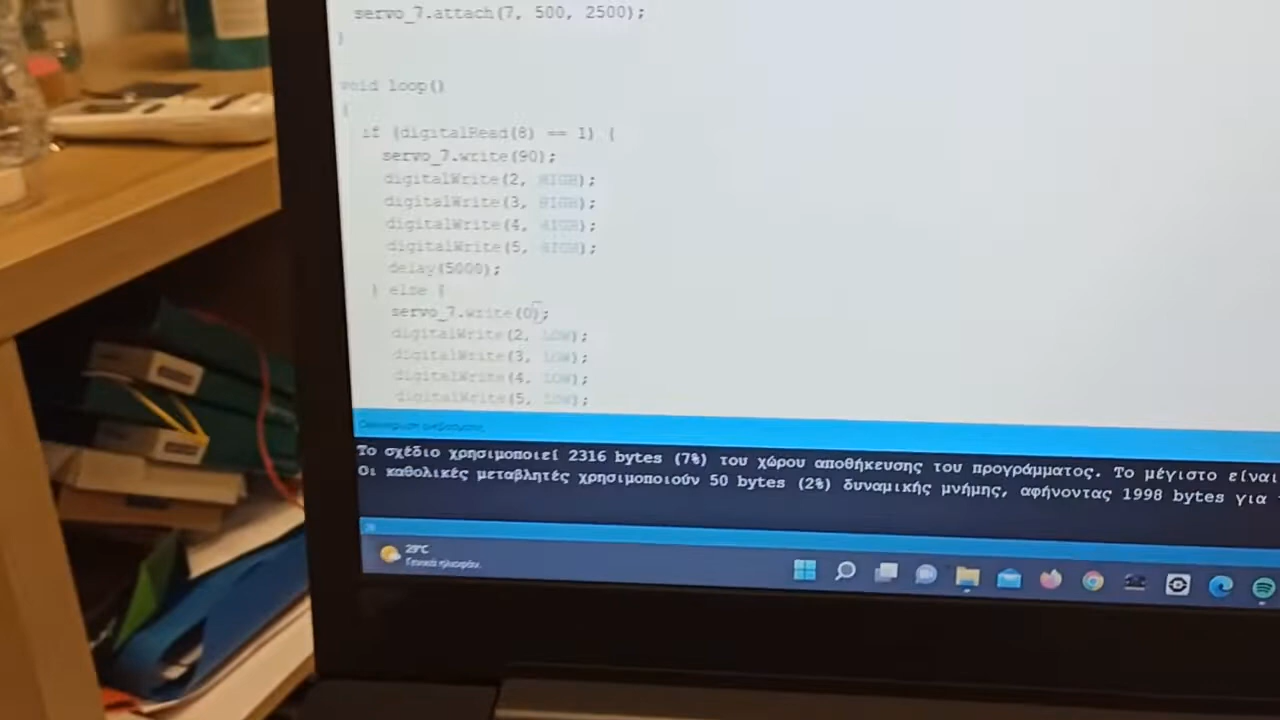 servo_7.attach(7, 500, 2500);
}
void loop()
{
if (digitalRead(8) == 1) {
servo_7.write(90);
digitalWrite(2, HIGH);
digitalWrite(3, HIGH);
digitalWrite(4, HIGH);
digitalWrite(5, HIGH);
delay(5000);
} else {
servo_7.write(0);
digitalWrite(2, LOW);
digitalWrite(3, LOW);
digitalWrite(4, LOW);
digitalWrite(5, LOW);
Το σχέδιο χρησιμοποιεί 2316 bytes (7%) του χώρου αποθήκευσης του προγράμματος. Το μέγιστο είναι
Οι καθολικές μεταβλητές χρησιμοποιούν 50 bytes (2%) δυναμικής μνήμης, αφήνοντας 1998 bytes για
29°C